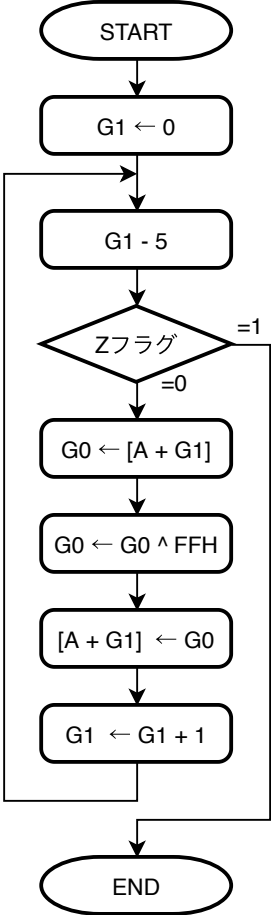 START
G1 ← 0
G1 - 5
Zフラグ
=1
=0
G0 ← [A + G1]
G0 ← G0 ^ FFH
[A + G1] ← G0
G1 ← G1 + 1
END